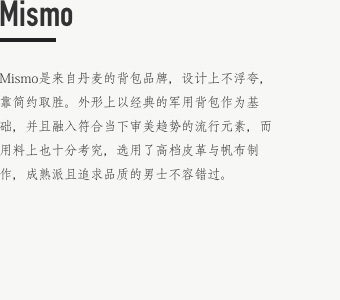 Mismo
Mismo是来自丹麦的背包品牌，设计上不浮夸，
靠简约取胜。外形上以经典的军用背包作为基
础，并且融入符合当下审美趋势的流行元素，而
用料上也十分考究，选用了高档皮革与帆布制
作，成熟派且追求品质的男士不容错过。